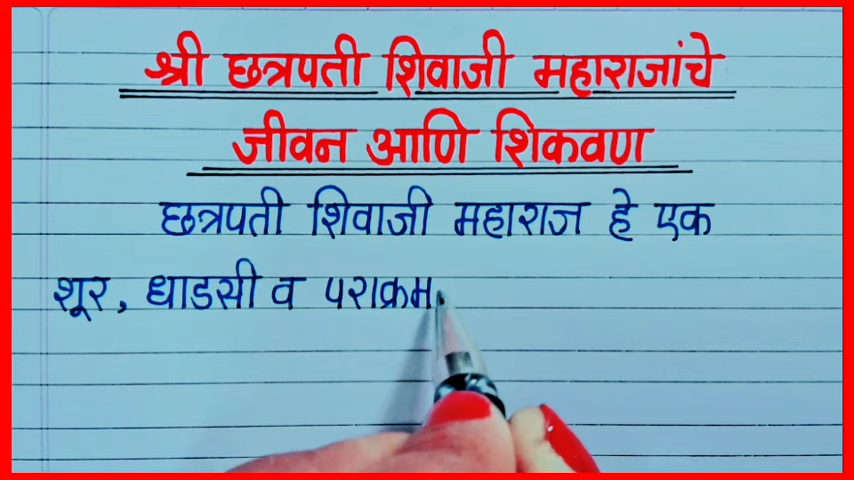 श्री छत्रपती शिवाजी महाराजांचे
जीवन आणि शिकवण
छत्रपती शिवाजी महाराज हे एक
शूर, धाडसी व पराक्रम